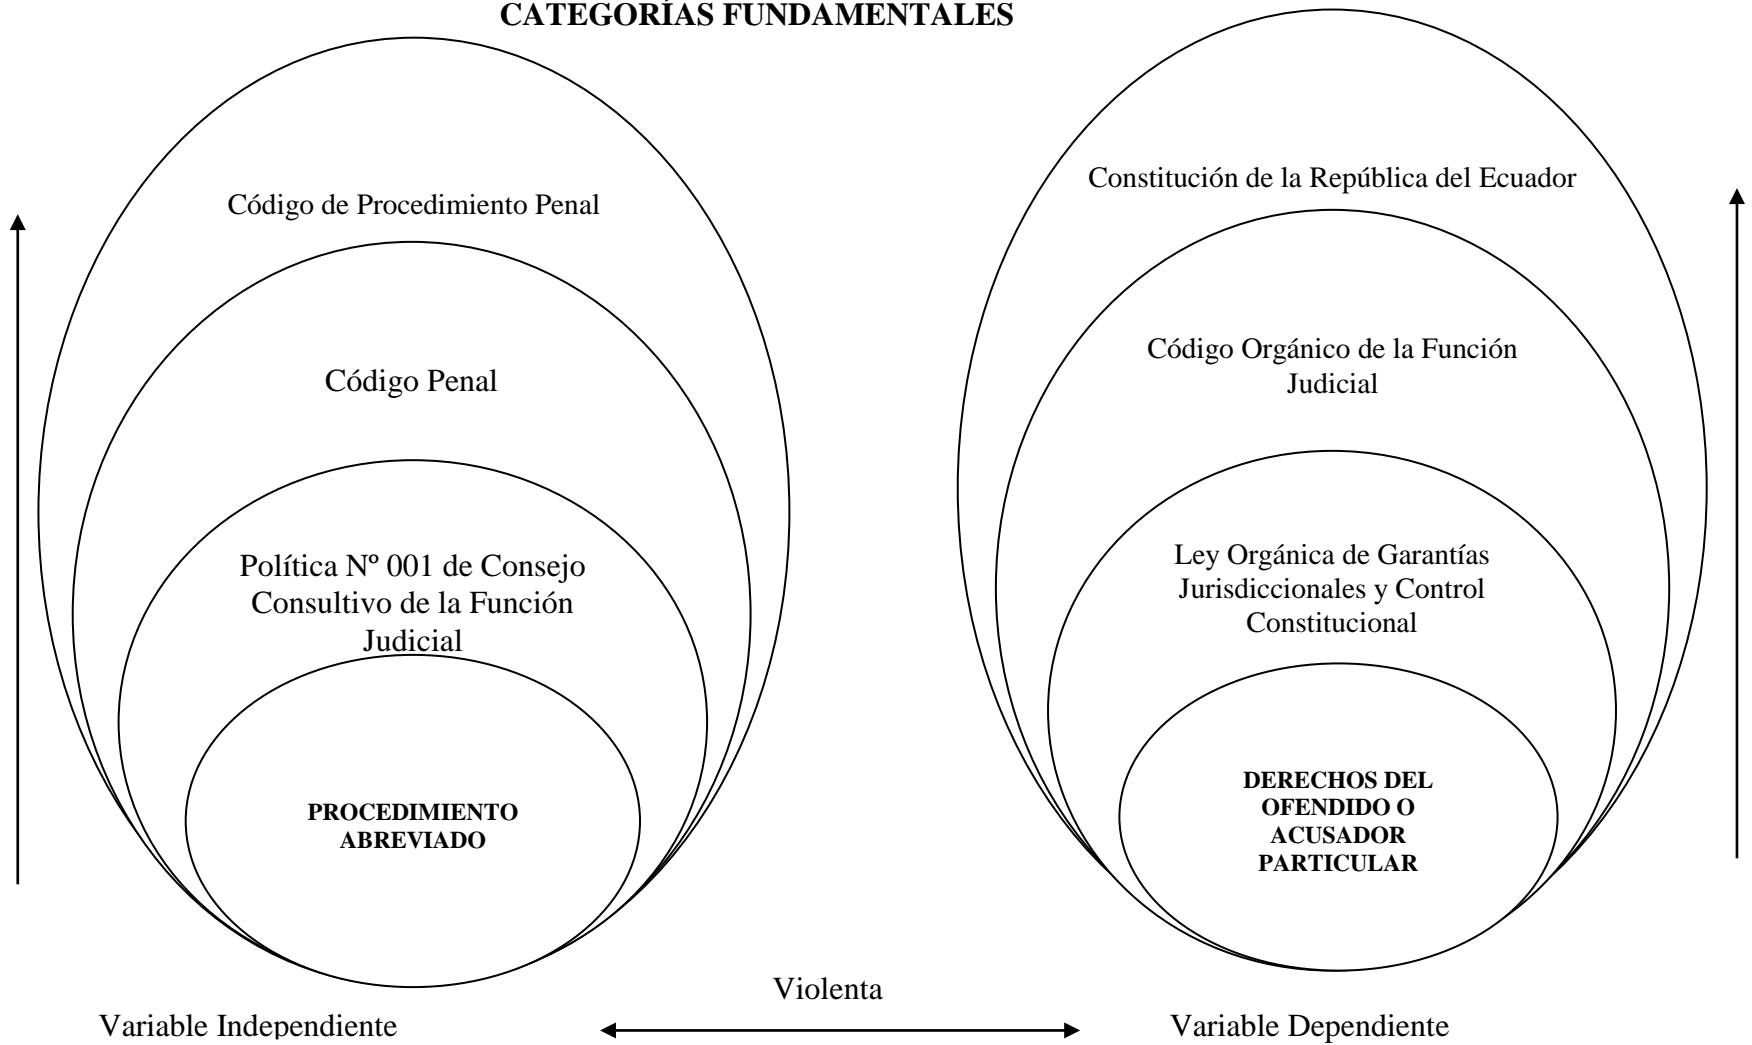 CATEGORÍAS FUNDAMENTALES
Código de Procedimiento Penal
Código Penal
Política Nº 001 de Consejo
Consultivo de la Función
Judicial
PROCEDIMIENTO
ABREVIADO
Constitución de la República del Ecuador
Código Orgánico de la Función
Judicial
Ley Orgánica de Garantías
Jurisdiccionales y Control
Constitucional
DERECHOS DEL
OFENDIDO O
ACUSADOR
PARTICULAR
Violenta
Variable Independiente
Variable Dependiente